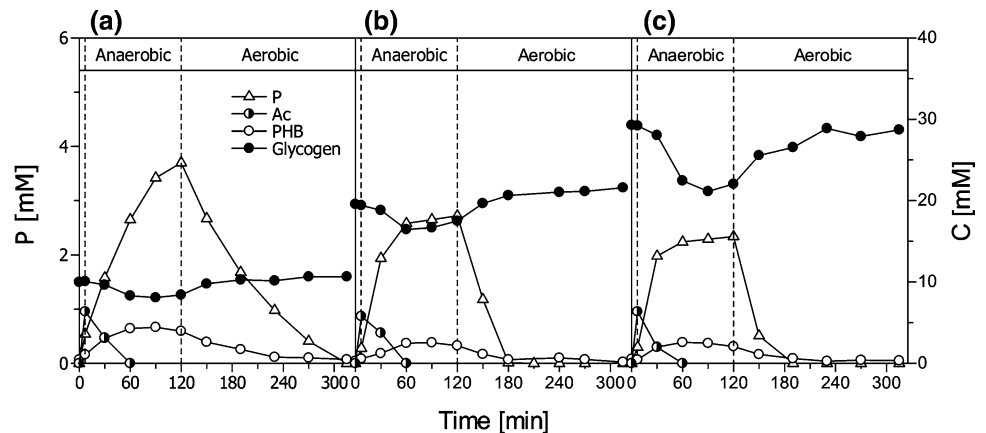 (a) (b) (c)
6 40
Anaerobic Aerobic Anaerobic Aerobic Anaerobic Aerobic
P
Ac
PHB
Glycogen
30
4
P [mM]
20
C [mM]
2
10
0 0
0 60 120 180 240 300 60 120 180 240 300 60 120 180 240 300
Time [min]